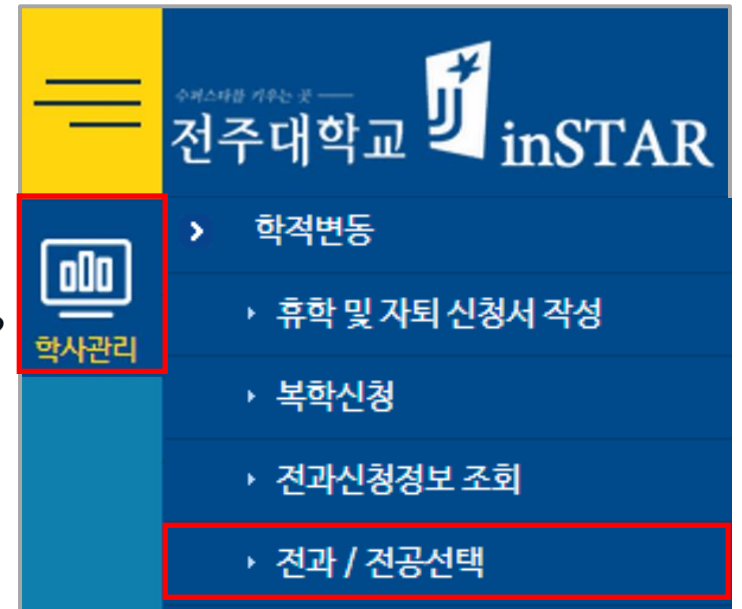 수퍼스타를 키우는 곳
전주대학교 inSTAR
학사관리
학적변동
휴학 및 자퇴 신청서 작성
복학신청
전과신청정보 조회
전과 / 전공선택